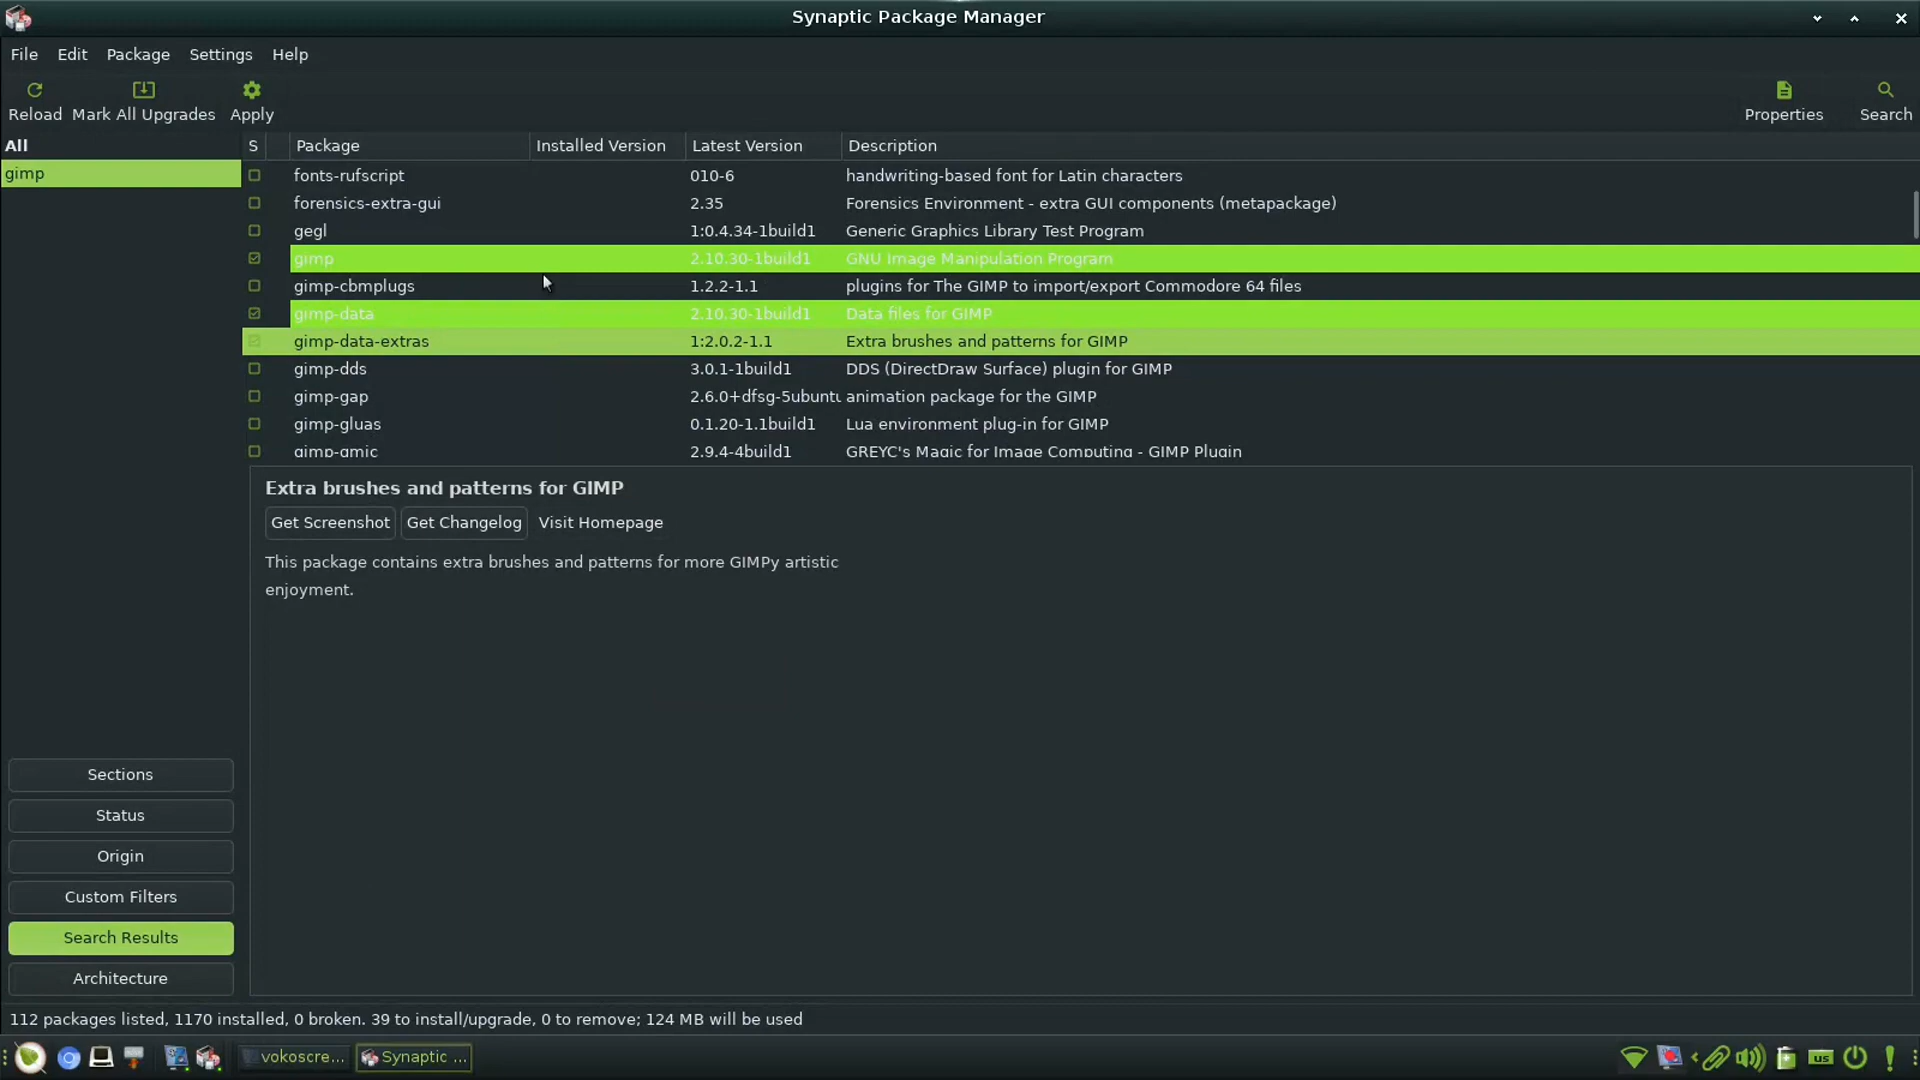 Synaptic Package Manager
File Edit Package Settings Help
Reload Mark All Upgrades Apply Properties Search
All S Package Installed Version Latest Version Description
gimp
fonts-rufscript 010-6 handwriting-based font for Latin characters
forensics-extra-gui 2.35 Forensics Environment - extra GUI components (metapackage)
gegl 1:0.4.34-1build1 Generic Graphics Library Test Program
gimp 2.10.30-1build1 GNU Image Manipulation Program
gimp-cbmplugs 1.2.2-1.1 plugins for The GIMP to import/export Commodore 64 files
gimp-data 2.10.30-1build1 Data files for GIMP
gimp-data-extras 1:2.0.2-1.1 Extra brushes and patterns for GIMP
gimp-dds 3.0.1-1build1 DDS (DirectDraw Surface) plugin for GIMP
gimp-gap 2.6.0+dfsg-5ubuntu animation package for the GIMP
gimp-gluas 0.1.20-1.1build1 Lua environment plug-in for GIMP
gimp-gmic 2.9.4-4build1 GREYC's Magic for Image Computing - GIMP Plugin
Extra brushes and patterns for GIMP
Get Screenshot Get Changelog Visit Homepage
This package contains extra brushes and patterns for more GIMPy artistic
enjoyment.
Sections
Status
Origin
Custom Filters
Search Results
Architecture
112 packages listed, 1170 installed, 0 broken. 39 to install/upgrade, 0 to remove; 124 MB will be used
vokoscre... Synaptic ... us